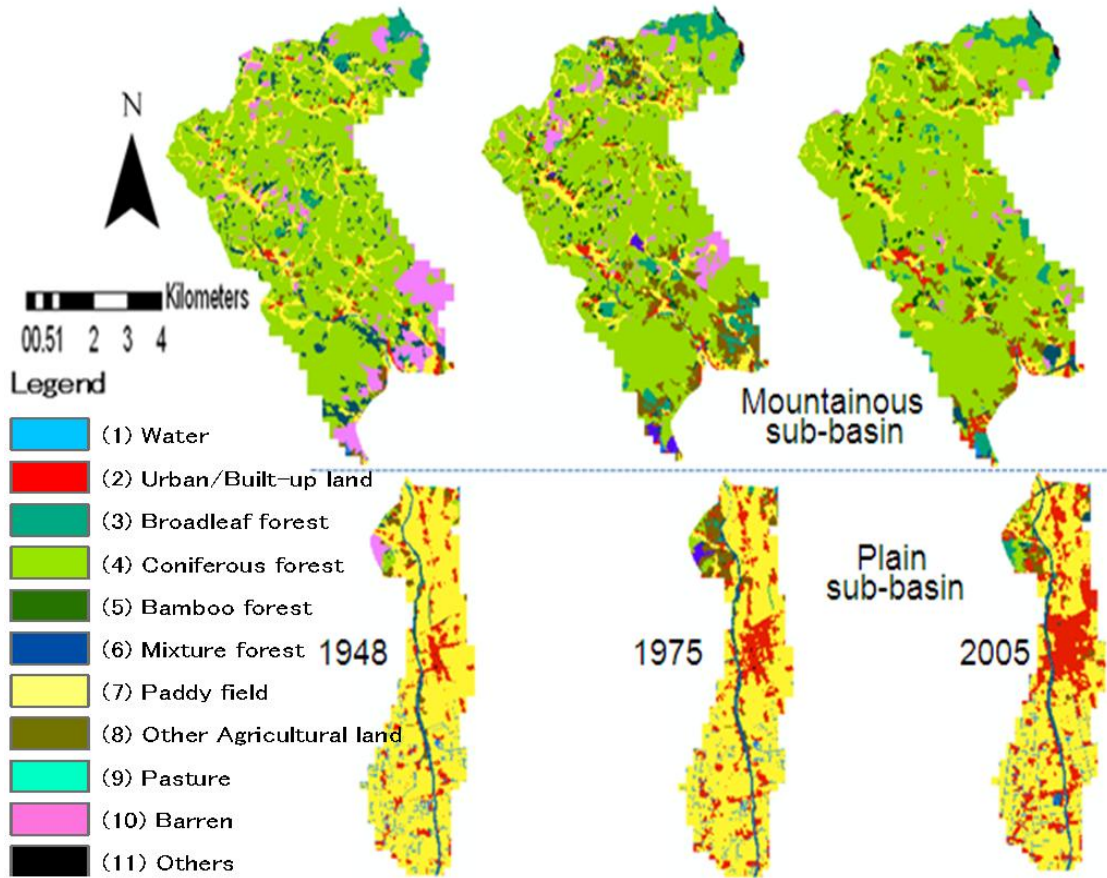 N
Kilometers
00.51 2 3 4
Legend
(1) Water
(2) Urban/Built-up land
(3) Broadleaf forest
(4) Coniferous forest
(5) Bamboo forest
(6) Mixture forest
(7) Paddy field
(8) Other Agricultural land
(9) Pasture
(10) Barren
(11) Others
Mountainous
sub-basin
Plain
sub-basin
1948
1975
2005